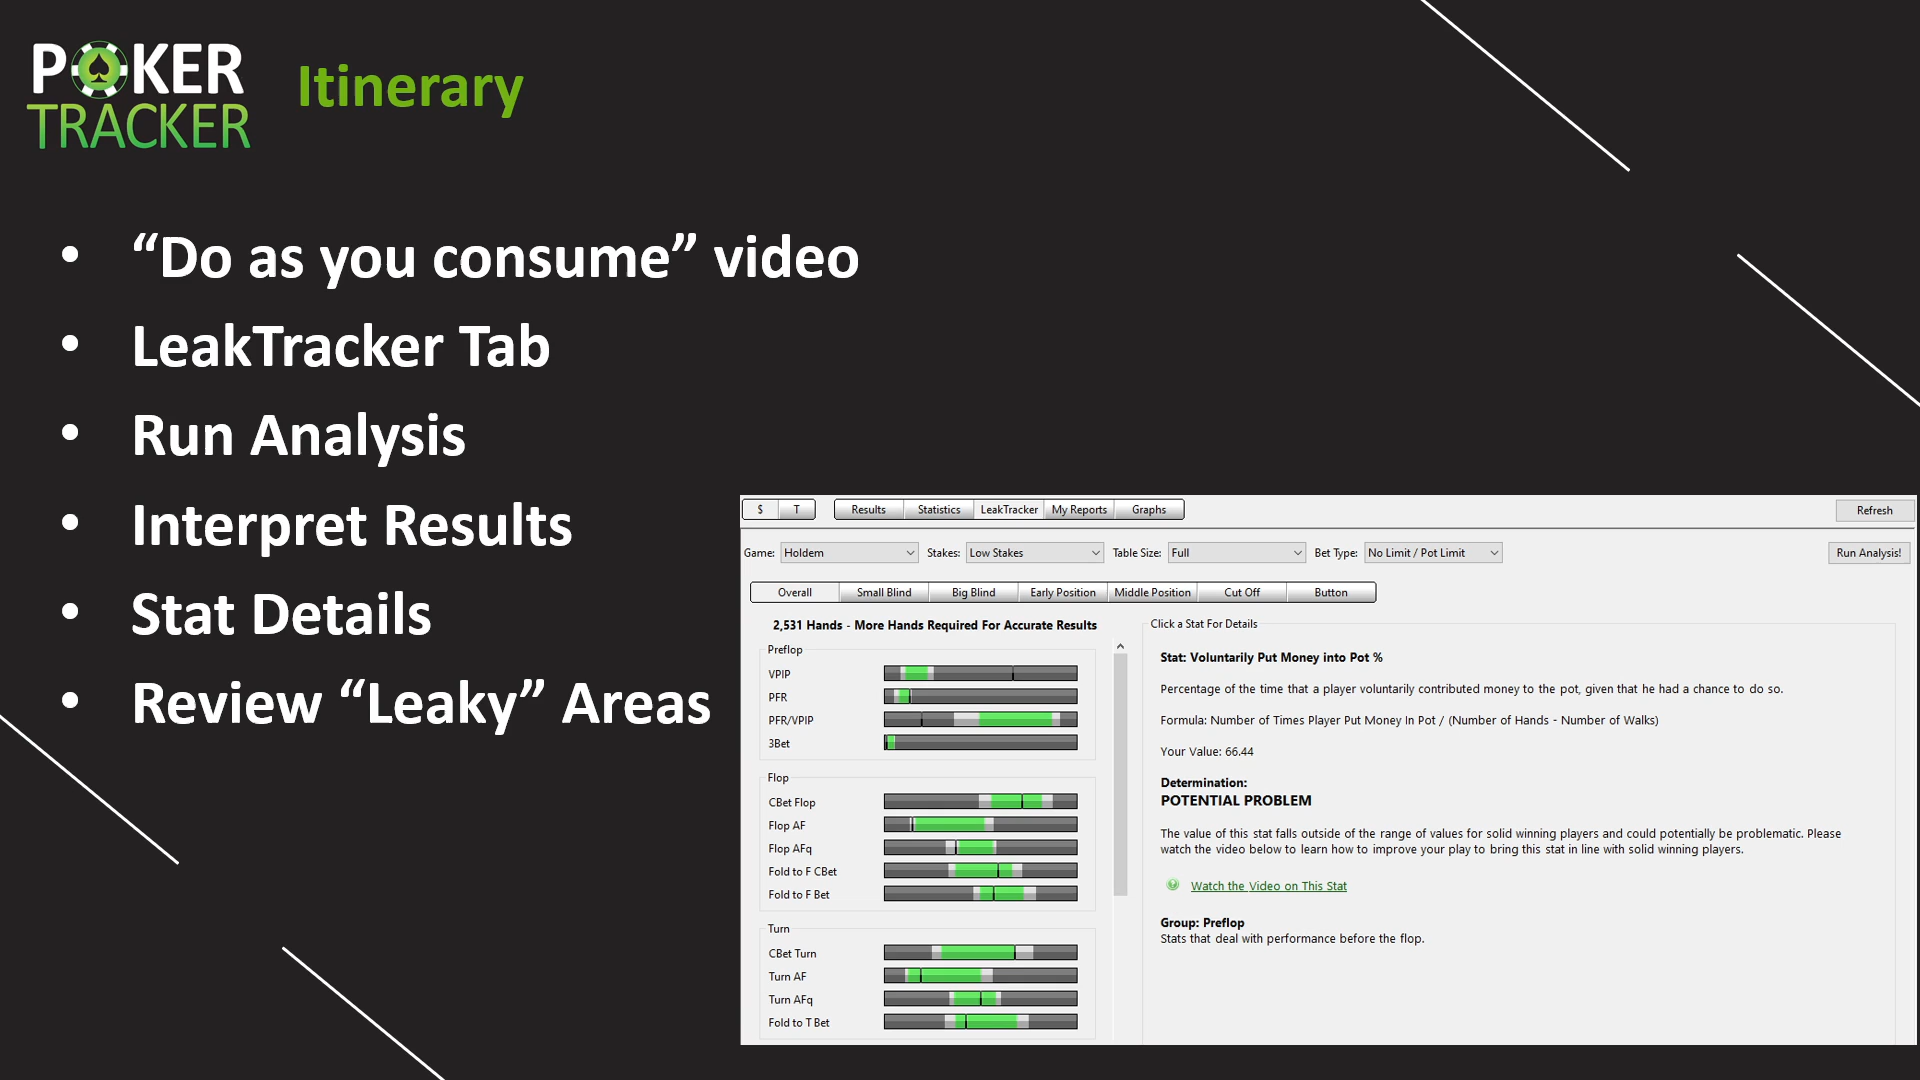 POKER
TRACKER
Itinerary
• “Do as you consume” video
• LeakTracker Tab
• Run Analysis
• Interpret Results
• Stat Details
• Review “Leaky” Areas
$ T Results Statistics LeakTracker My Reports Graphs Refresh
Game: Holdem Stakes: Low Stakes Table Size: Full Bet Type: No Limit / Pot Limit Run Analysis!
Overall Small Blind Big Blind Early Position Middle Position Cut Off Button
2,531 Hands - More Hands Required For Accurate Results
Preflop
VPIP
PFR
PFR/VPIP
3Bet
Flop
CBet Flop
Flop AF
Flop AFq
Fold to F CBet
Fold to F Bet
Turn
CBet Turn
Turn AF
Turn AFq
Fold to T Bet
Click a Stat For Details
Stat: Voluntarily Put Money into Pot %
Percentage of the time that a player voluntarily contributed money to the pot, given that he had a chance to do so.
Formula: Number of Times Player Put Money In Pot / (Number of Hands - Number of Walks)
Your Value: 66.44
Determination:
POTENTIAL PROBLEM
The value of this stat falls outside of the range of values for solid winning players and could potentially be problematic. Please
watch the video below to learn how to improve your play to bring this stat in line with solid winning players.
Watch the Video on This Stat
Group: Preflop
Stats that deal with performance before the flop.